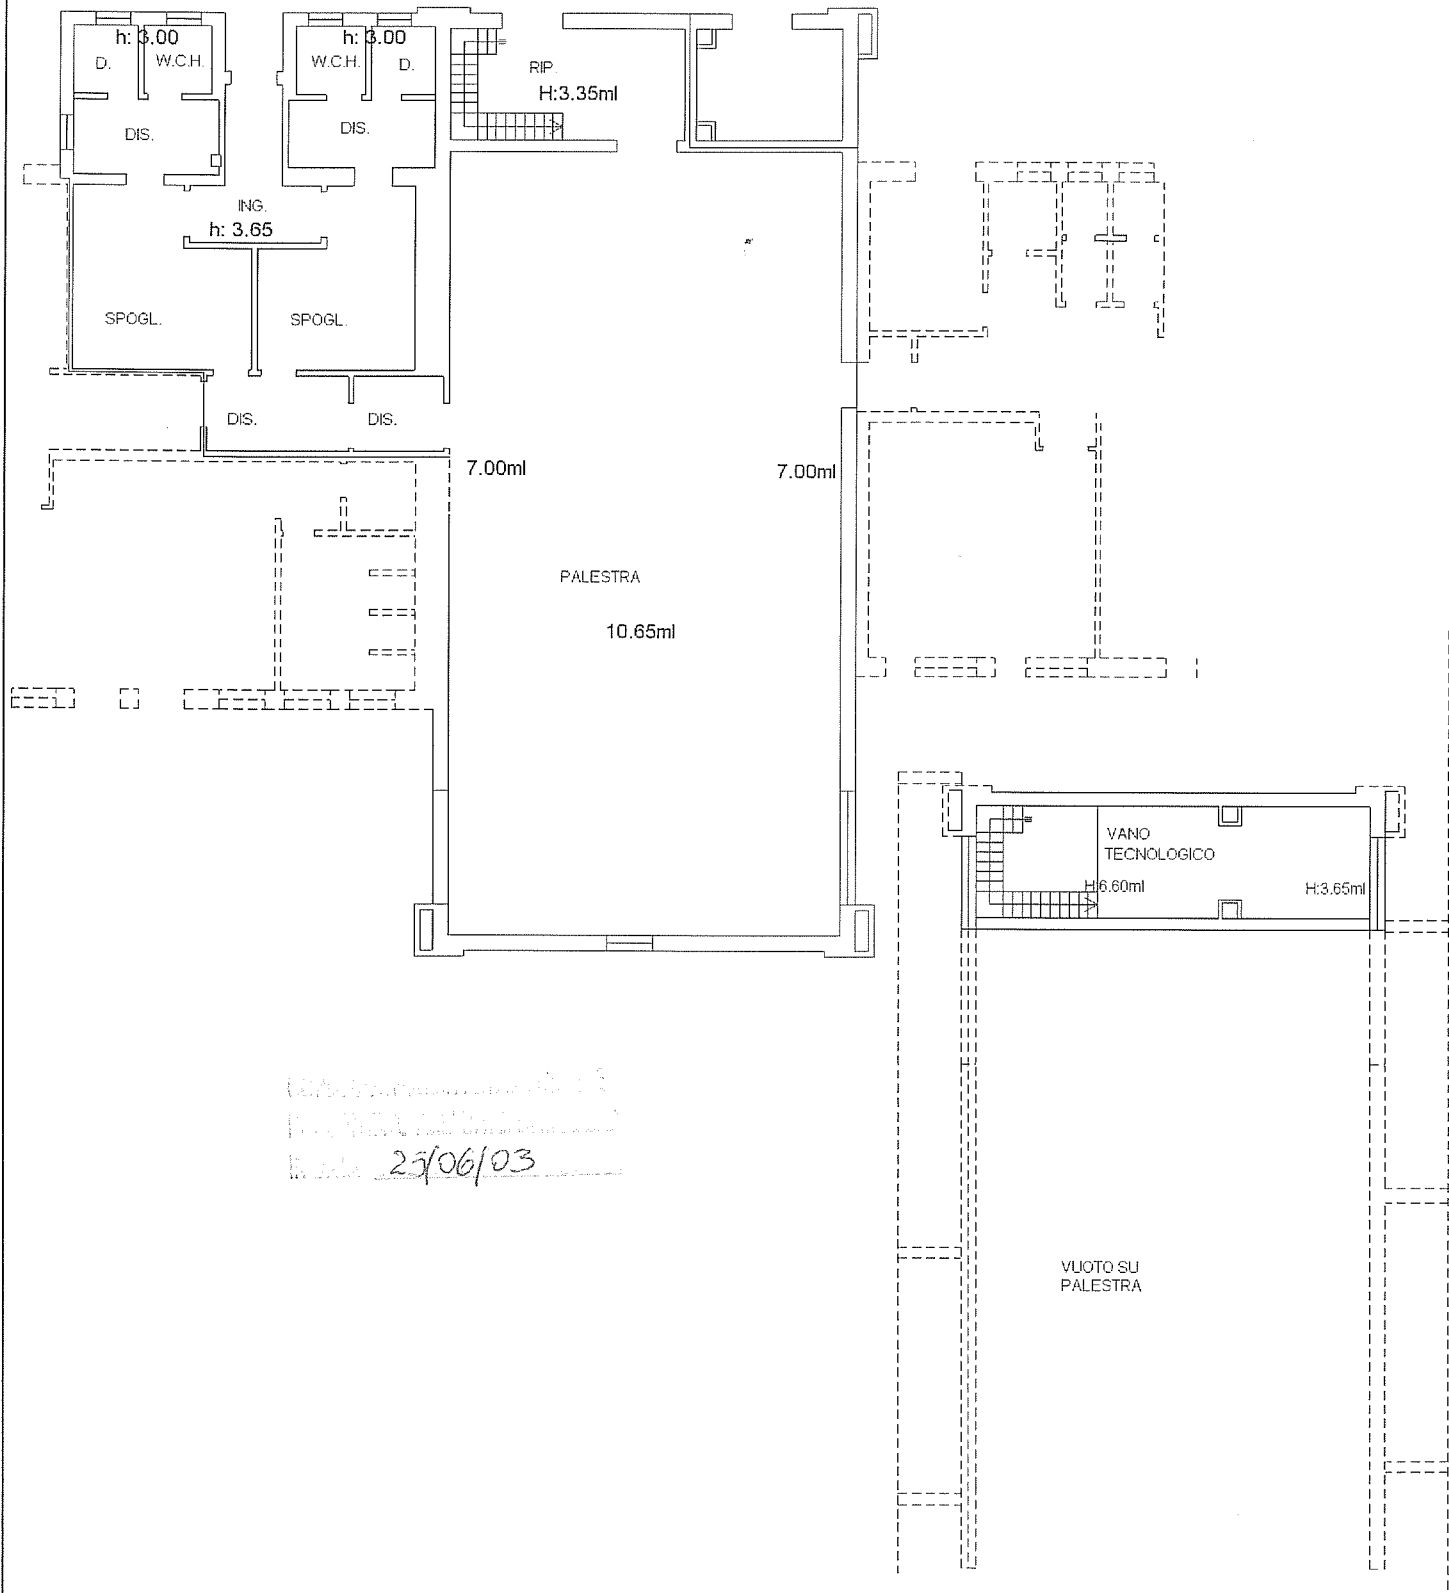 h: 3.00
D.
W.C.H.
h: 3.00
W.C.H.
D.
RIP.
H:3.35ml
DIS.
DIS.
ING.
h: 3.65
SPOGL.
SPOGL.
DIS.
DIS.
7.00ml
7.00ml
PALESTRA
10.65ml
VANO
TECNOLOGICO
H:6.60ml
H:3.65ml
25/06/03
VUOTO SU
PALESTRA